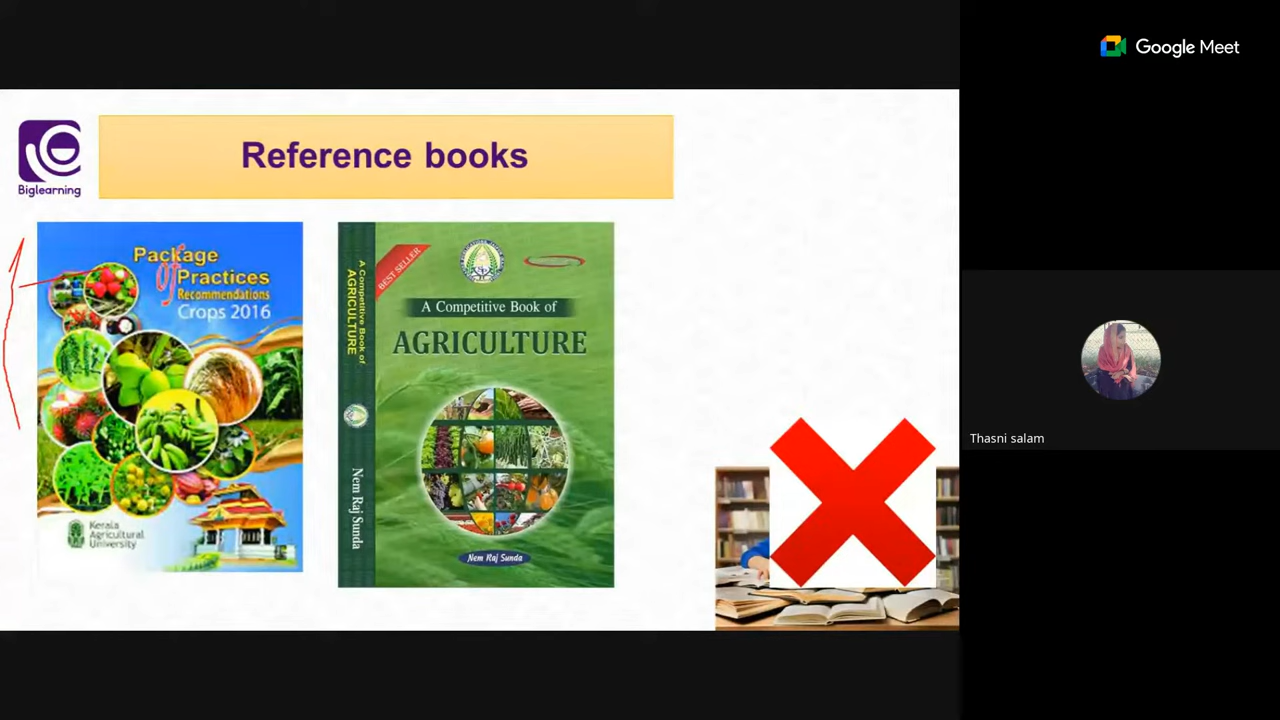 Google Meet
Reference books
Biglearning
Package
of
Practices
Recommendations
Crops 2016
Kerala
Agricultural
University
A Competitive Book of
AGRICULTURE
Nem Raj Sunda
BEST SELLER
A Competitive Book of
AGRICULTURE
Nem Raj Sunda
Thasni salam